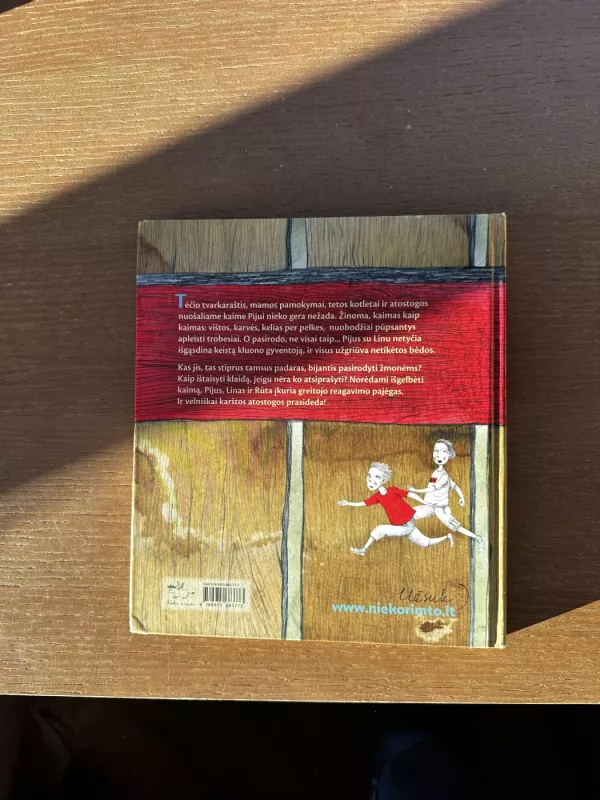 Tėčio tvarkaraštis, mamos pamokymai, tetos kotletai ir atostogos
nuošaliame kaime Pijui nieko gera nežada. Žinoma, kaimas kaip
kaimas: vištos, karvės, kelias per pelkes, nuobodžiai pūpsantys
apleisti trobesiai. O pasirodo, ne visai taip... Pijus su Linu netyčia
išgąsdina keistą kluono gyventoją, ir visus užgriūva netikėtos bėdos.
Kas jis, tas stiprus tamsus padaras, bijantis pasirodyti žmonėms?
Kaip ištaisyti klaidą, jeigu nėra ko atsiprašyti? Norėdami išgelbėti
kaimą, Pijus, Linas ir Rūta įkuria greitojo reagavimo pajėgas.
Ir velniškai karštos atostogos prasideda!
Užsuk
www.niekorimto.lt